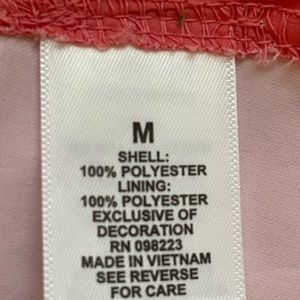 M
SHELL:
100% POLYESTER
LINING:
100% POLYESTER
EXCLUSIVE OF
DECORATION
RN 098223
MADE IN VIETNAM
SEE REVERSE
FOR CARE